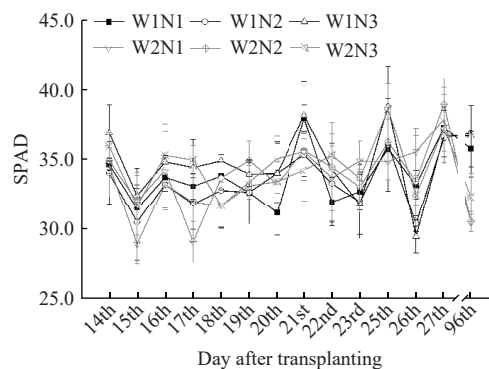 W1N1 W1N2 W1N3
W2N1 W2N2 W2N3
45.0
40.0
35.0
30.0
25.0
SPAD
14th 15th 16th 17th 18th 19th 20th 21st 22nd 23rd 25th 26th 27th 96th
Day after transplanting